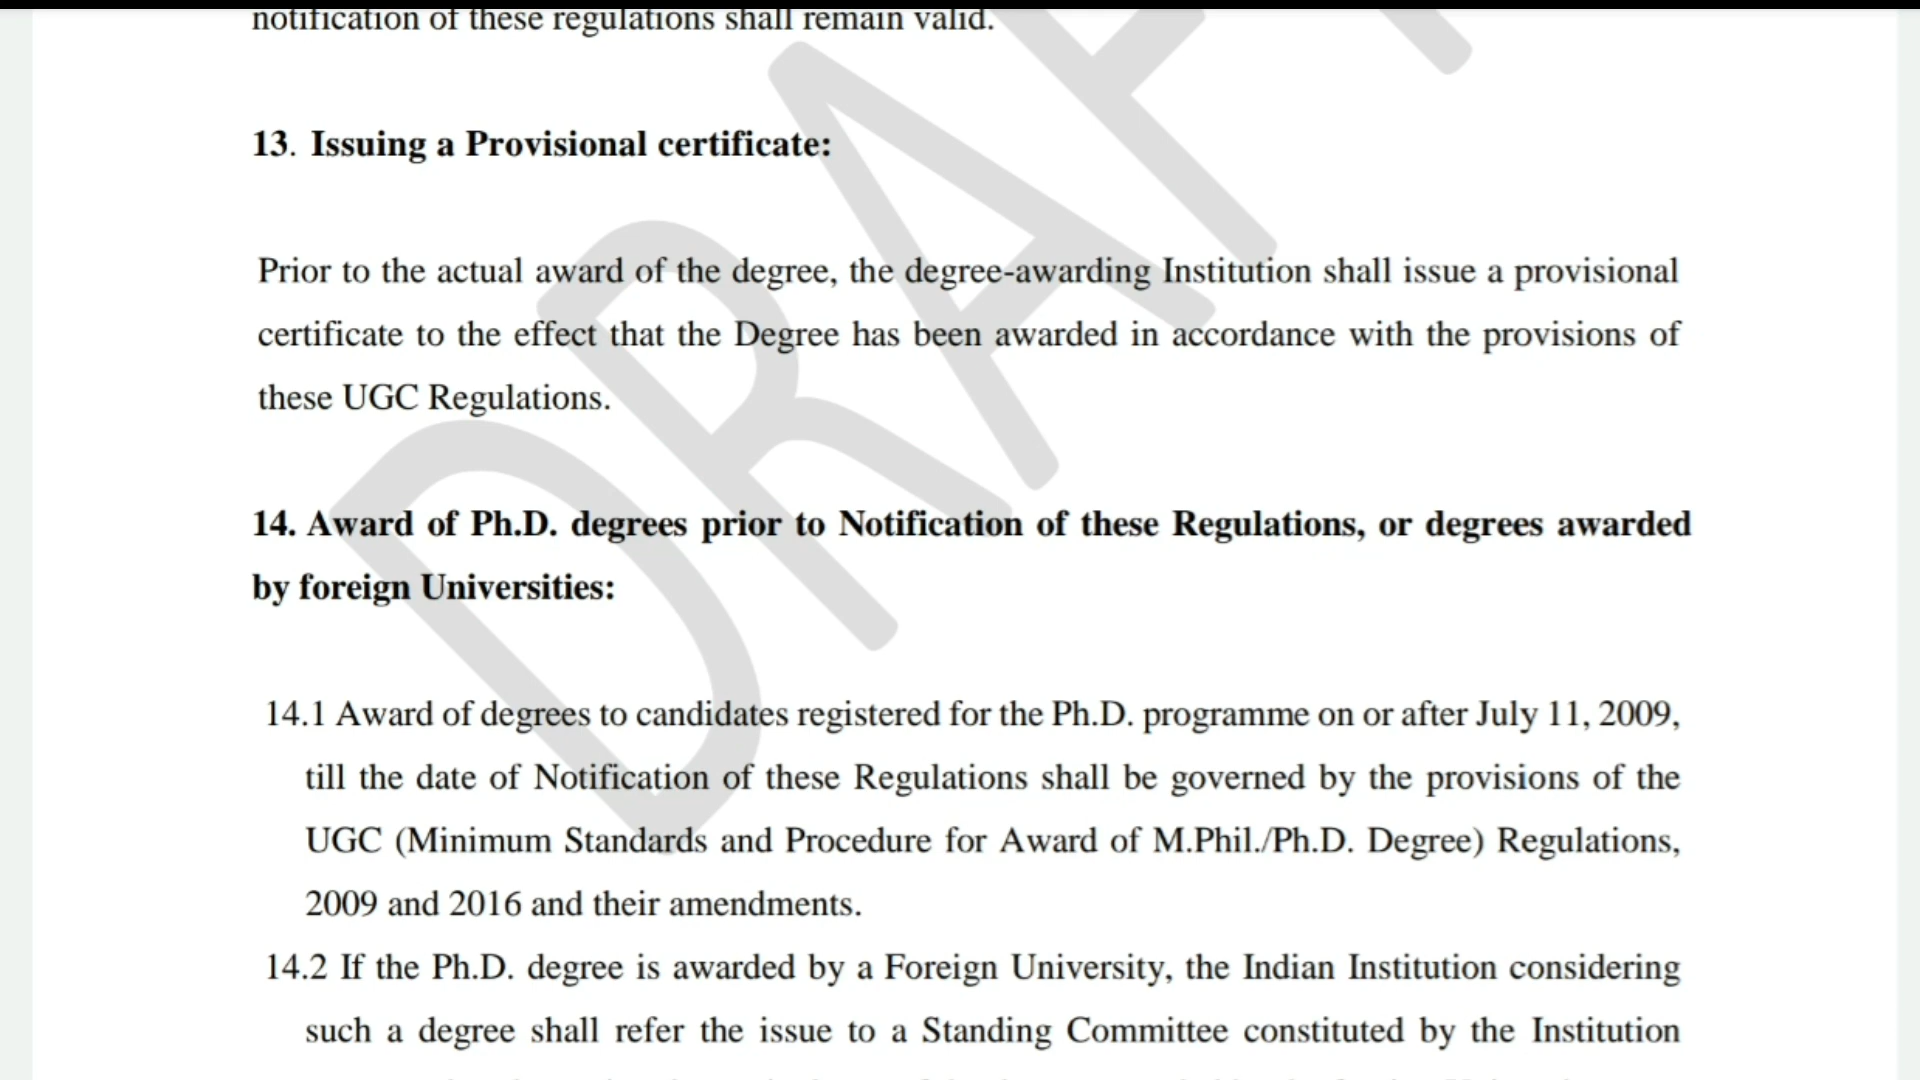 notification of these regulations shall remain valid.
13. Issuing a Provisional certificate:
Prior to the actual award of the degree, the degree-awarding Institution shall issue a provisional
certificate to the effect that the Degree has been awarded in accordance with the provisions of
these UGC Regulations.
14. Award of Ph.D. degrees prior to Notification of these Regulations, or degrees awarded
by foreign Universities:
14.1 Award of degrees to candidates registered for the Ph.D. programme on or after July 11, 2009,
till the date of Notification of these Regulations shall be governed by the provisions of the
UGC (Minimum Standards and Procedure for Award of M.Phil./Ph.D. Degree) Regulations,
2009 and 2016 and their amendments.
14.2 If the Ph.D. degree is awarded by a Foreign University, the Indian Institution considering
such a degree shall refer the issue to a Standing Committee constituted by the Institution
DRAF